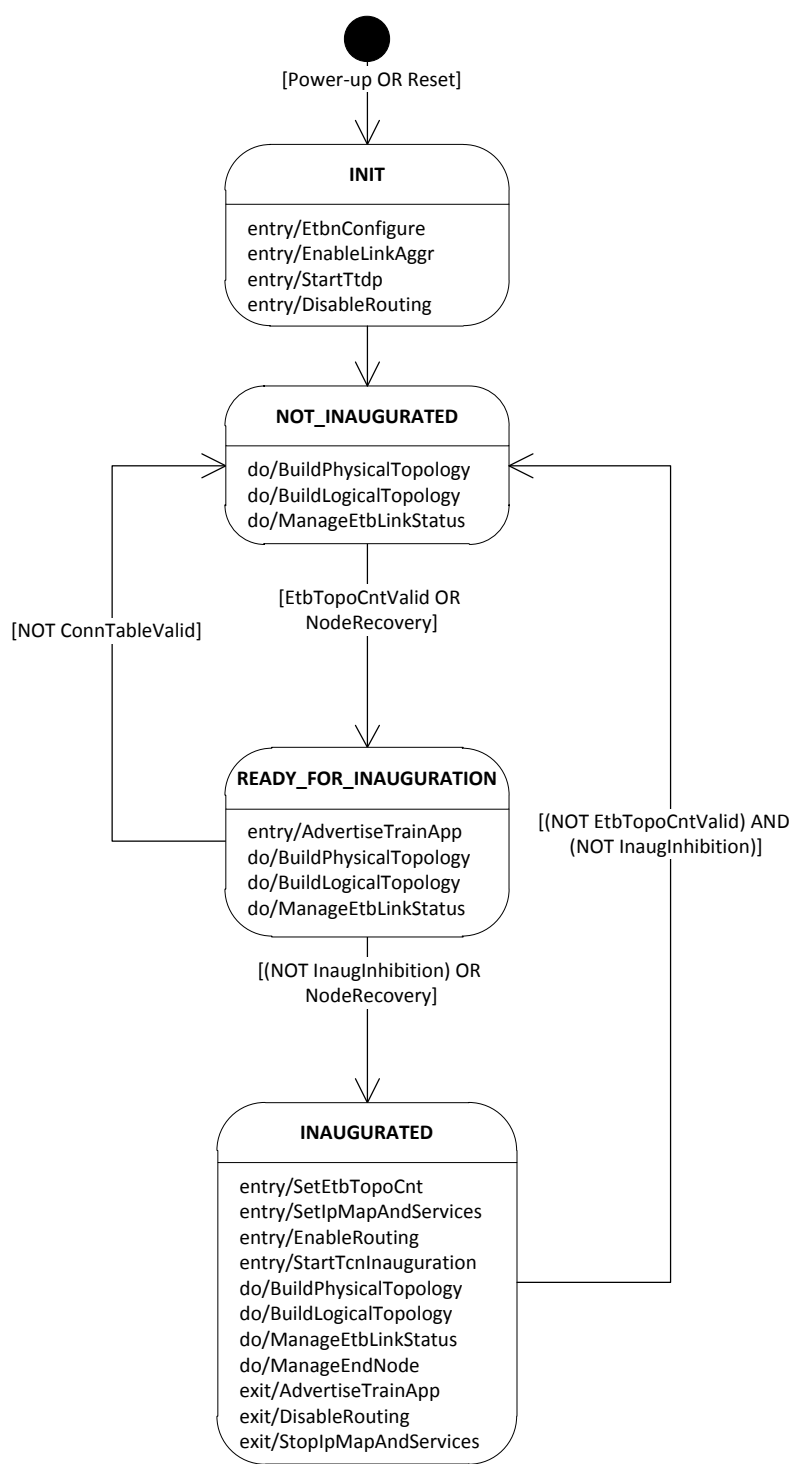 [Power-up OR Reset]
INIT
entry/EtbnConfigure
entry/EnableLinkAggr
entry/StartTtdp
entry/DisableRouting
NOT_INAUGURATED
do/BuildPhysicalTopology
do/BuildLogicalTopology
do/ManageEtbLinkStatus
[EtbTopoCntValid OR
NodeRecovery]
[NOT ConnTableValid]
READY_FOR_INAUGURATION
entry/AdvertiseTrainApp
do/BuildPhysicalTopology
do/BuildLogicalTopology
do/ManageEtbLinkStatus
[(NOT EtbTopoCntValid) AND
(NOT InaugInhibition)]
[(NOT InaugInhibition) OR
NodeRecovery]
INAUGURATED
entry/SetEtbTopoCnt
entry/SetIpMapAndServices
entry/EnableRouting
entry/StartTcnInauguration
do/BuildPhysicalTopology
do/BuildLogicalTopology
do/ManageEtbLinkStatus
do/ManageEndNode
exit/AdvertiseTrainApp
exit/DisableRouting
exit/StopIpMapAndServices